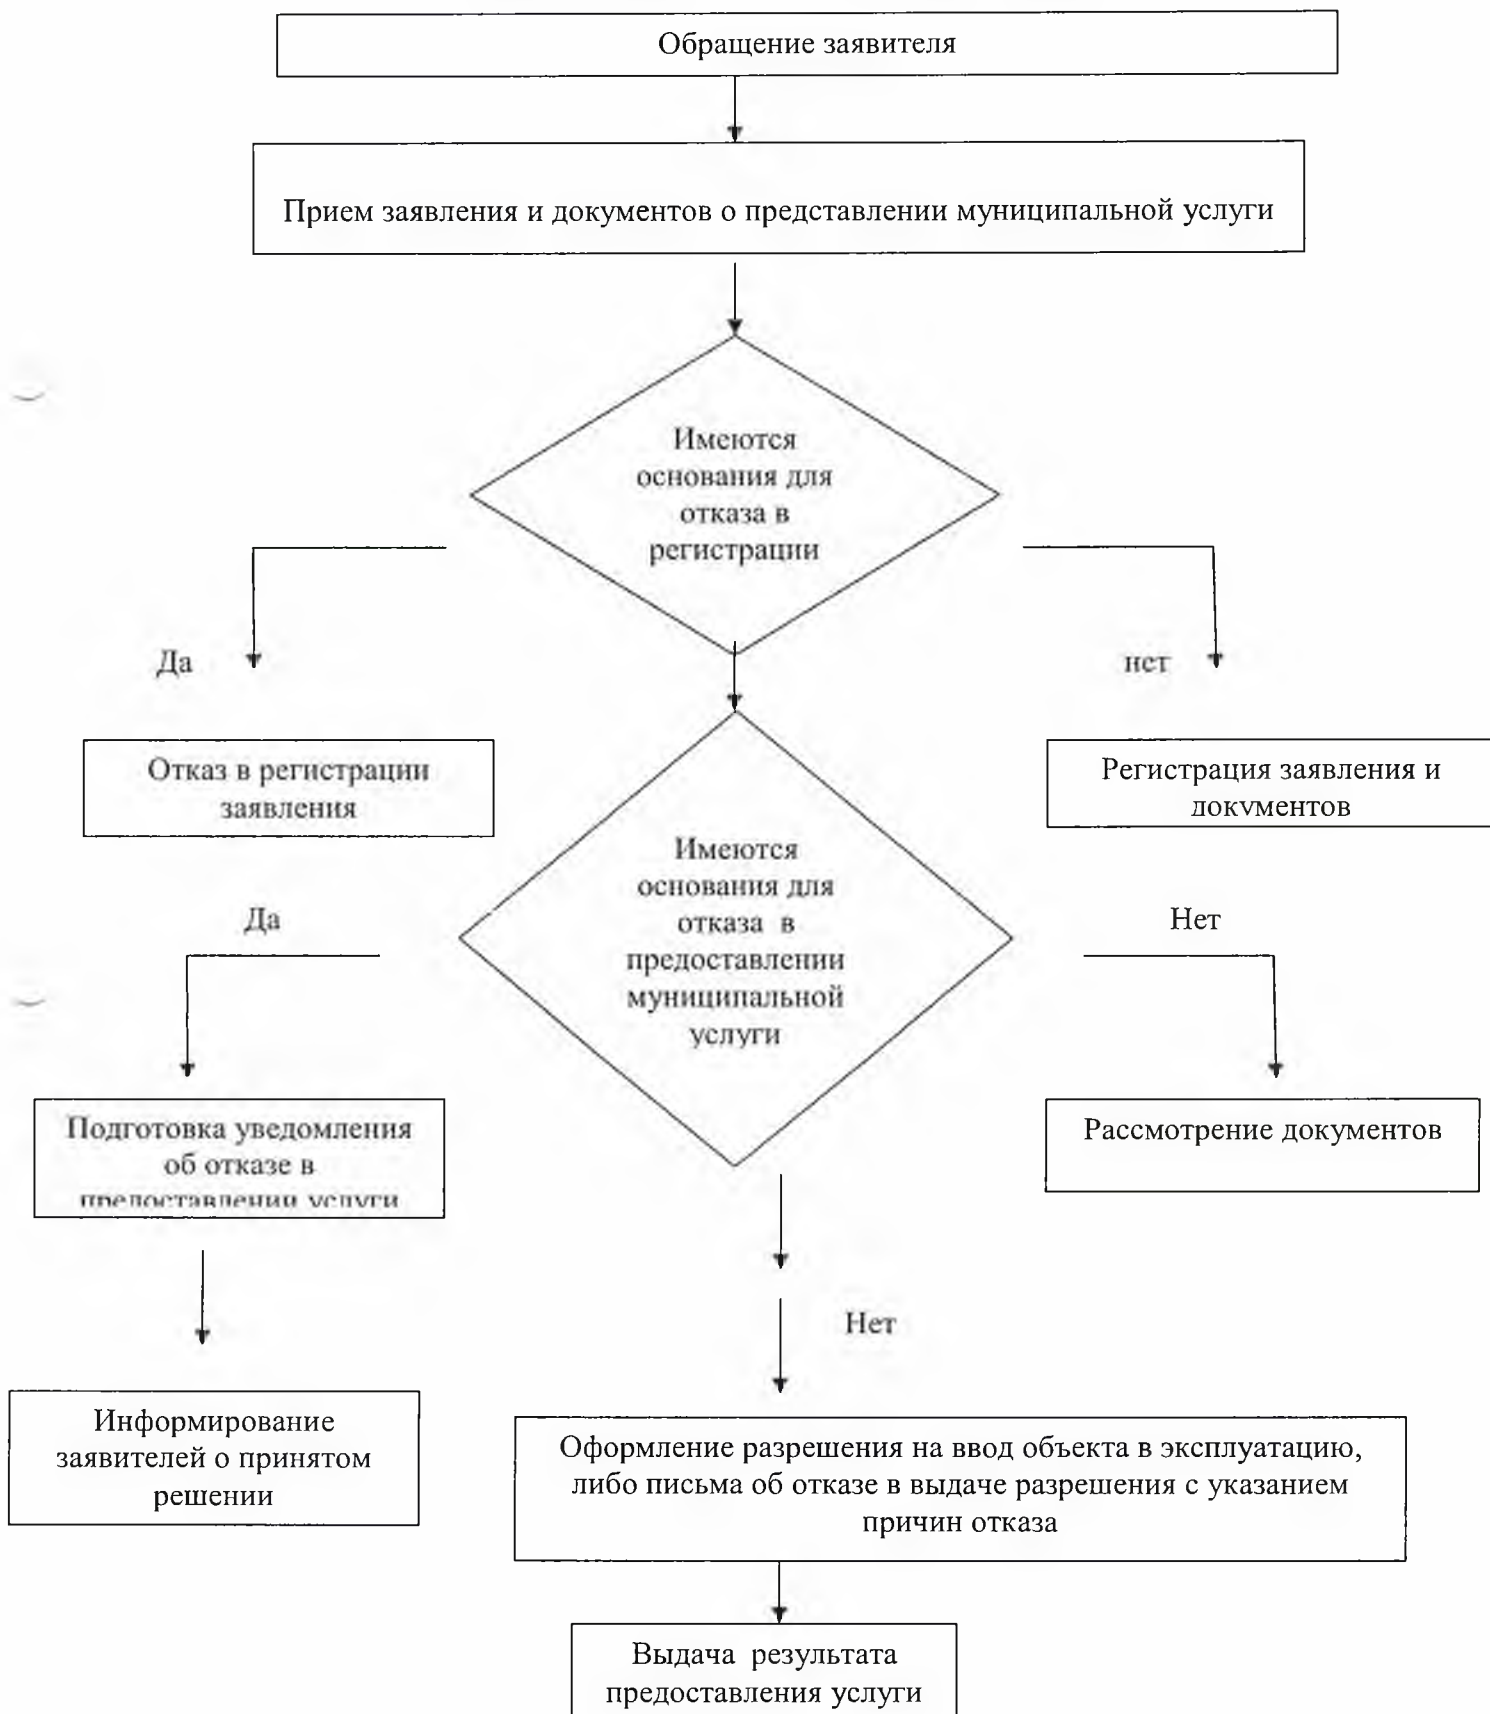 Обращение заявителя
Прием заявления и документов о представлении муниципальной услуги
Имеются
основания для
отказа в
регистрации
Да
нет
Отказ в регистрации
заявления
Регистрация заявления и
документов
Имеются
основания для
отказа в
предоставлении
муниципальной
услуги
Да
Нет
Подготовка уведомления
об отказе в
предоставлении услуги
Рассмотрение документов
Нет
Информирование
заявителей о принятом
решении
Оформление разрешения на ввод объекта в эксплуатацию,
либо письма об отказе в выдаче разрешения с указанием
причин отказа
Выдача результата
предоставления услуги